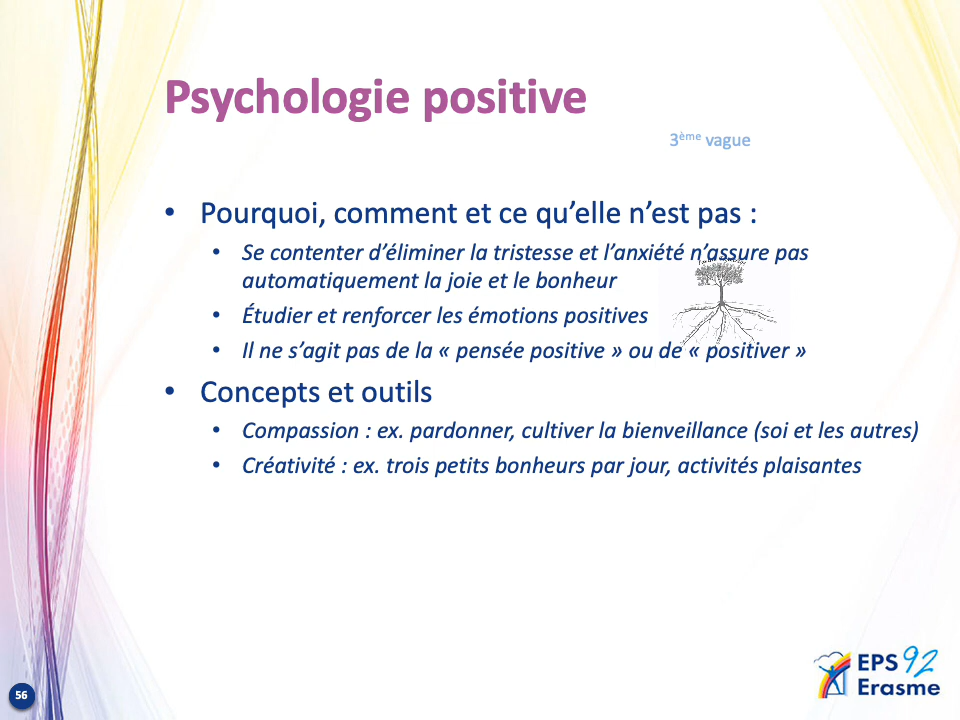 Psychologie positive
3ème vague
• Pourquoi, comment et ce qu’elle n’est pas :
• Se contenter d’éliminer la tristesse et l’anxiété n’assure pas
automatiquement la joie et le bonheur
• Étudier et renforcer les émotions positives
• Il ne s’agit pas de la « pensée positive » ou de « positiver »
• Concepts et outils
• Compassion : ex. pardonner, cultiver la bienveillance (soi et les autres)
• Créativité : ex. trois petits bonheurs par jour, activités plaisantes
EPS 92
Erasme
56